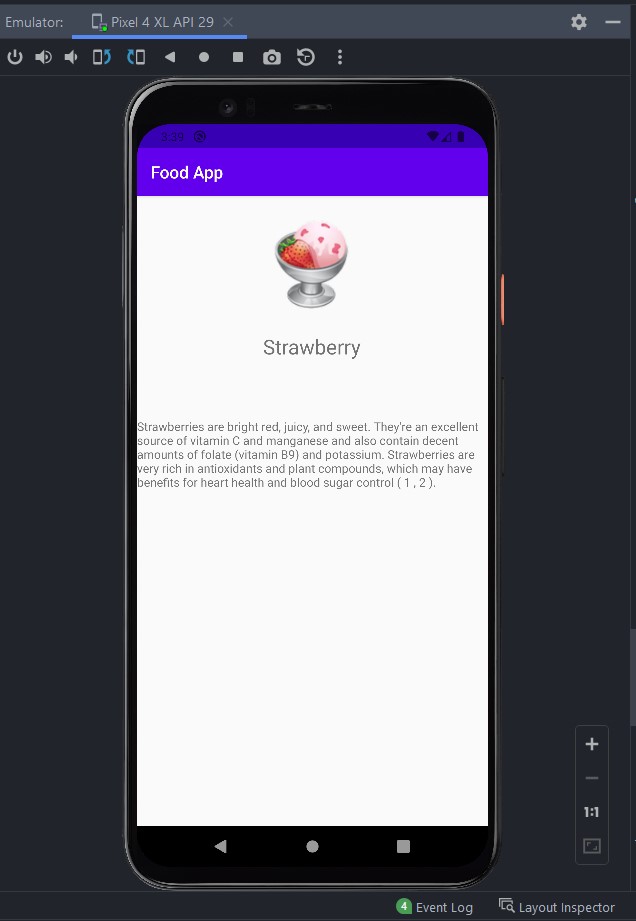 Emulator: Pixel 4 XL API 29
3:39
Food App
Strawberry
Strawberries are bright red, juicy, and sweet. They're an excellent
source of vitamin C and manganese and also contain decent
amounts of folate (vitamin B9) and potassium. Strawberries are
very rich in antioxidants and plant compounds, which may have
benefits for heart health and blood sugar control ( 1 , 2 ).
1:1
4 Event Log Layout Inspector